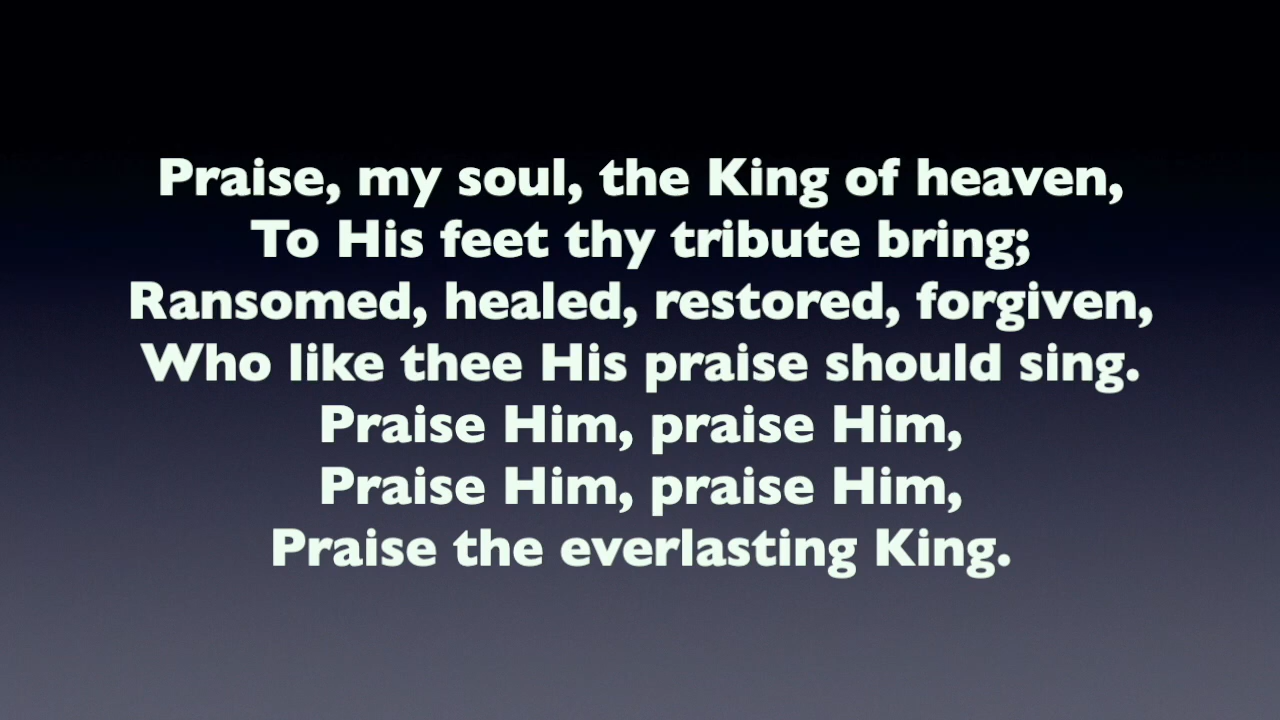 Praise, my soul, the King of heaven,
To His feet thy tribute bring;
Ransomed, healed, restored, forgiven,
Who like thee His praise should sing.
Praise Him, praise Him,
Praise Him, praise Him,
Praise the everlasting King.